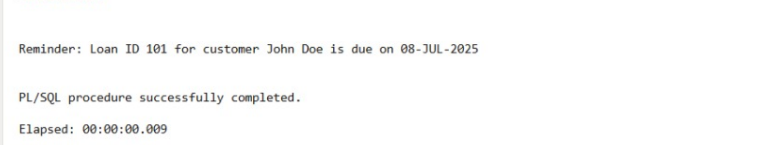 Reminder: Loan ID 101 for customer John Doe is due on 08-JUL-2025
PL/SQL procedure successfully completed.
Elapsed: 00:00:00.009